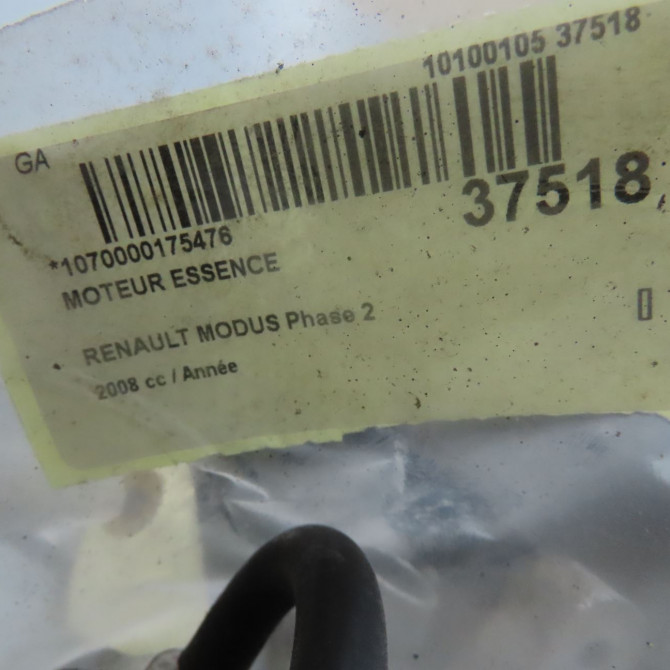 10100105 37518
GA
37518
*1070000175476
MOTEUR ESSENCE
RENAULT MODUS Phase 2
2008 cc / Année